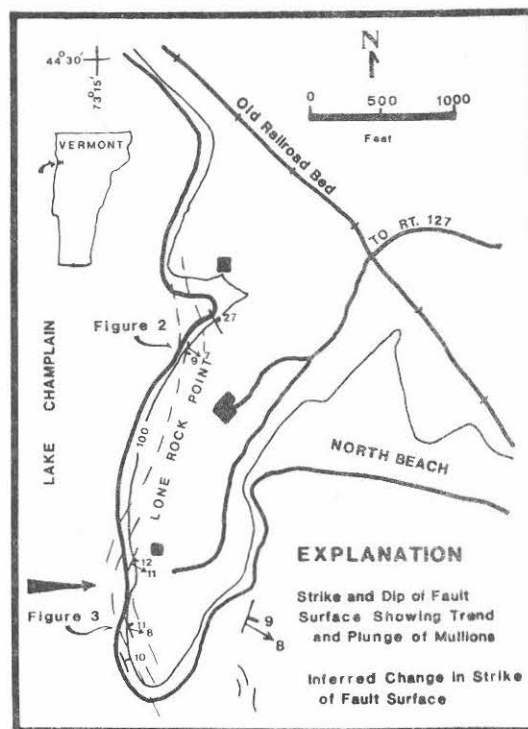 44° 30'
73° 15'
N
0 500 1000
Feet
VERMONT
Old Railroad Bed
TO RT. 127
27
Figure 2
9 7
LAKE CHAMPLAIN
100
LONE ROCK POINT
NORTH BEACH
12
11
Figure 3
11
8
10
EXPLANATION
Strike and Dip of Fault
Surface Showing Trend
and Plunge of Mullions
9
8
Inferred Change in Strike
of Fault Surface